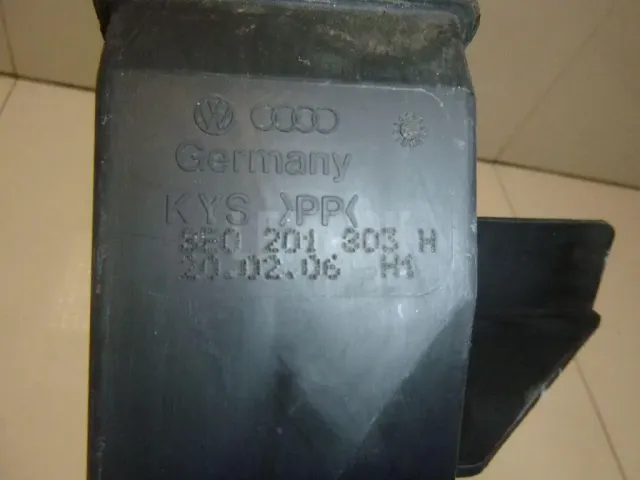 Germany
KYS >PP<
8E0 201 303 H
20.02.06 H1